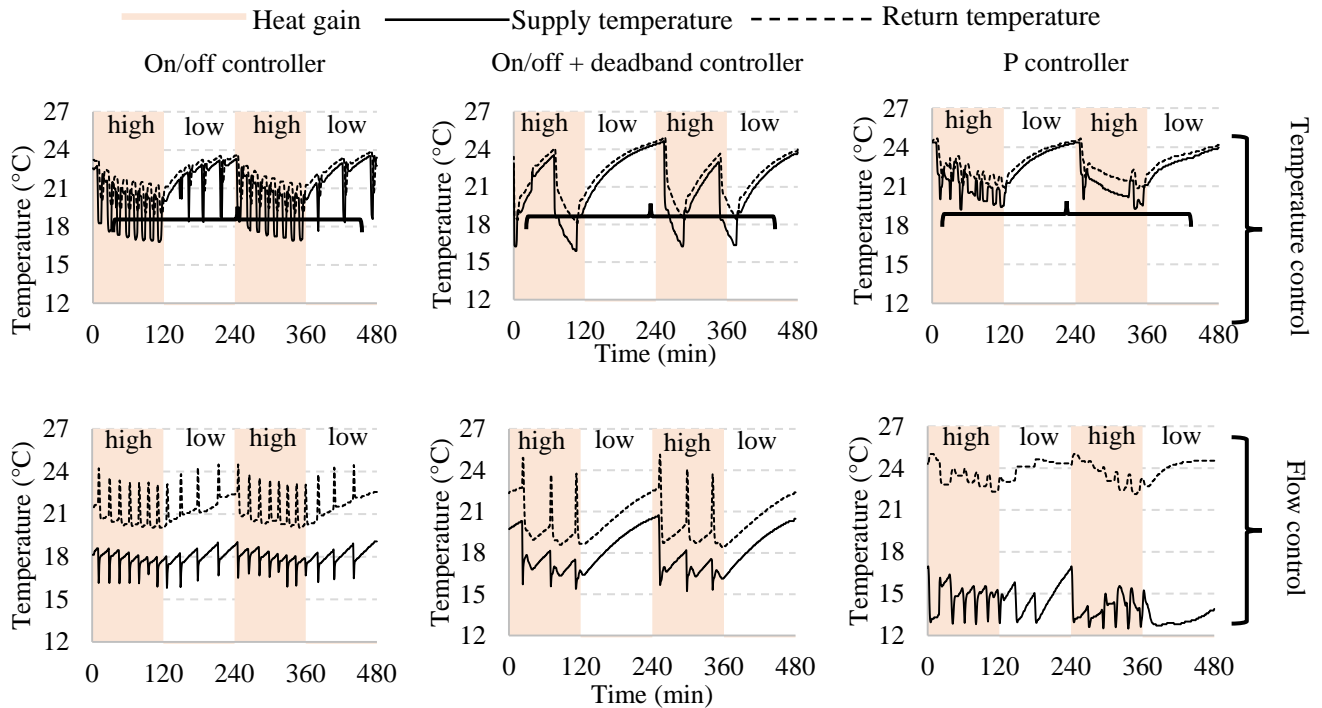 Heat gain Supply temperature Return temperature
On/off controller On/off + deadband controller P controller
Temperature (°C)
27
24
21
18
15
12
high low high low
0 120 240 360 480
Temperature (°C)
27
24
21
18
15
12
high low high low
0 120 240 360 480
Time (min)
Temperature (°C)
27
24
21
18
15
12
high low high low
0 120 240 360 480
Temperature control
Temperature (°C)
27
24
21
18
15
12
high low high low
0 120 240 360 480
Temperature (°C)
27
24
21
18
15
12
high low high low
0 120 240 360 480
Time (min)
Temperature (°C)
27
24
21
18
15
12
high low high low
0 120 240 360 480
Flow control